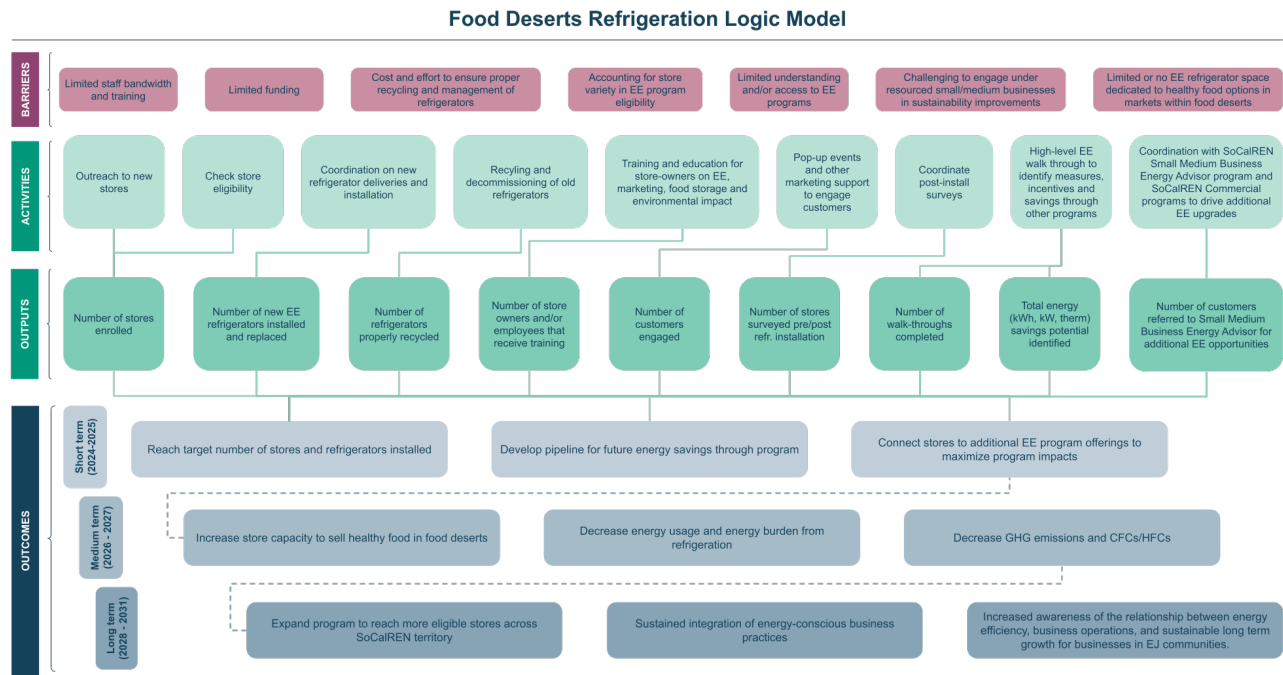 Food Deserts Refrigeration Logic Model
BARRIERS
Limited staff bandwidth
and training
Limited funding
Cost and effort to ensure proper
recycling and management of
refrigerators
Accounting for store
variety in EE program
eligibility
Limited understanding
and/or access to EE
programs
Challenging to engage under
resourced small/medium businesses
in sustainability improvements
Limited or no EE refrigerator space
dedicated to healthy food options in
markets within food deserts
ACTIVITIES
Outreach to new
stores
Check store
eligibility
Coordination on new
refrigerator deliveries and
installation
Recyling and
decommissioning of old
refrigerators
Training and education for
store-owners on EE,
marketing, food storage and
environmental impact
Pop-up events
and other
marketing support
to engage
customers
Coordinate
post-install
surveys
High-level EE
walk through to
identify measures,
incentives and
savings through
other programs
Coordination with SoCalREN
Small Medium Business
Energy Advisor program and
SoCalREN Commercial
programs to drive additional
EE upgrades
OUTPUTS
Number of stores
enrolled
Number of new EE
refrigerators installed
and replaced
Number of
refrigerators
properly recycled
Number of store
owners and/or
employees that
receive training
Number of
customers
engaged
Number of stores
surveyed pre/post
refr. installation
Number of
walk-throughs
completed
Total energy
(kWh, kW, therm)
savings potential
identified
Number of customers
referred to Small Medium
Business Energy Advisor for
additional EE opportunities
OUTCOMES
Short term
(2024-2025)
Reach target number of stores and refrigerators installed
Develop pipeline for future energy savings through program
Connect stores to additional EE program offerings to
maximize program impacts
Medium term
(2026 - 2027)
Increase store capacity to sell healthy food in food deserts
Decrease energy usage and energy burden from
refrigeration
Decrease GHG emissions and CFCs/HFCs
Long term
(2028 - 2031)
Expand program to reach more eligible stores across
SoCalREN territory
Sustained integration of energy-conscious business
practices
Increased awareness of the relationship between energy
efficiency, business operations, and sustainable long term
growth for businesses in EJ communities.